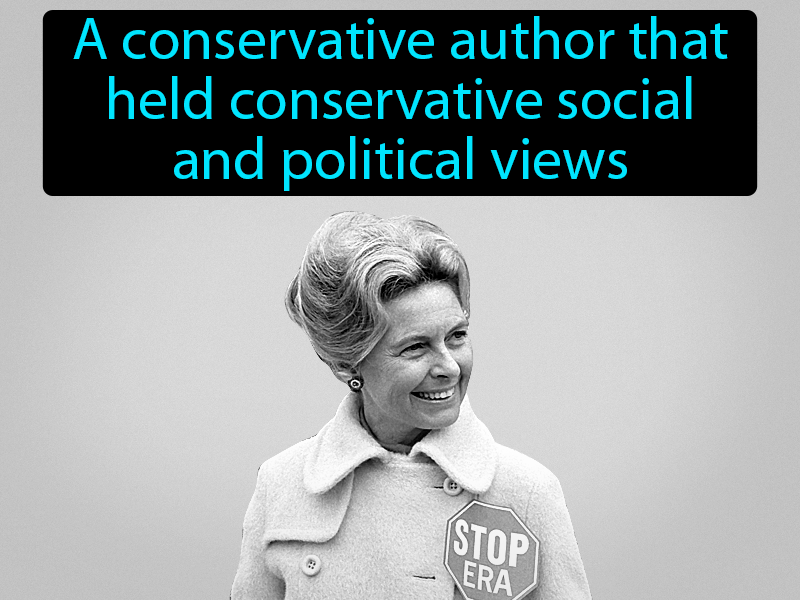 A conservative author that
held conservative social
and political views
STOP
ERA